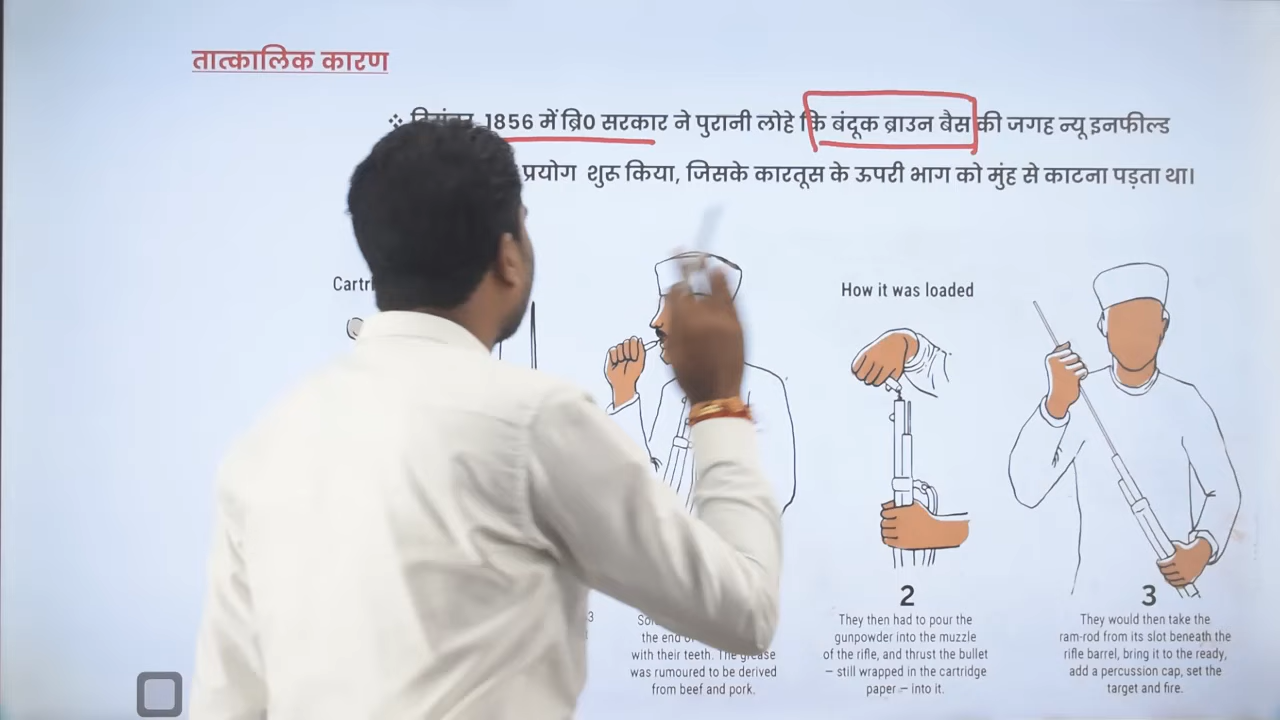 तात्कालिक कारण
❖ दिसंबर 1856 में ब्रि0 सरकार ने पुरानी लोहे कि बंदूक ब्राउन बैस की जगह न्यू इनफील्ड
प्रयोग शुरू किया, जिसके कारतूस के ऊपरी भाग को मुंह से काटना पड़ता था।
How it was loaded
the end
with their teeth. The grease
was rumoured to be derived
from beef and pork.
2
They then had to pour the
gunpowder into the muzzle
of the rifle, and thrust the bullet
– still wrapped in the cartridge
paper – into it.
3
They would then take the
ram-rod from its slot beneath the
rifle barrel, bring it to the ready,
add a percussion cap, set the
target and fire.